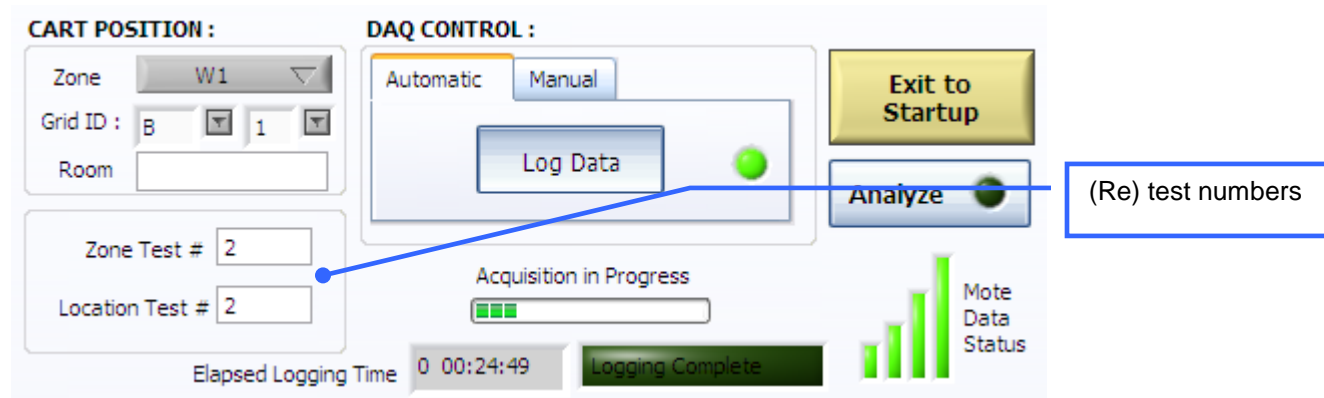 CART POSITION :
Zone W1
Grid ID : B 1
Room
Zone Test # 2
Location Test # 2
DAQ CONTROL :
Automatic Manual
Log Data
Acquisition in Progress
Elapsed Logging Time 0 00:24:49 Logging Complete
Exit to
Startup
Analyze
Mote
Data
Status
(Re) test numbers